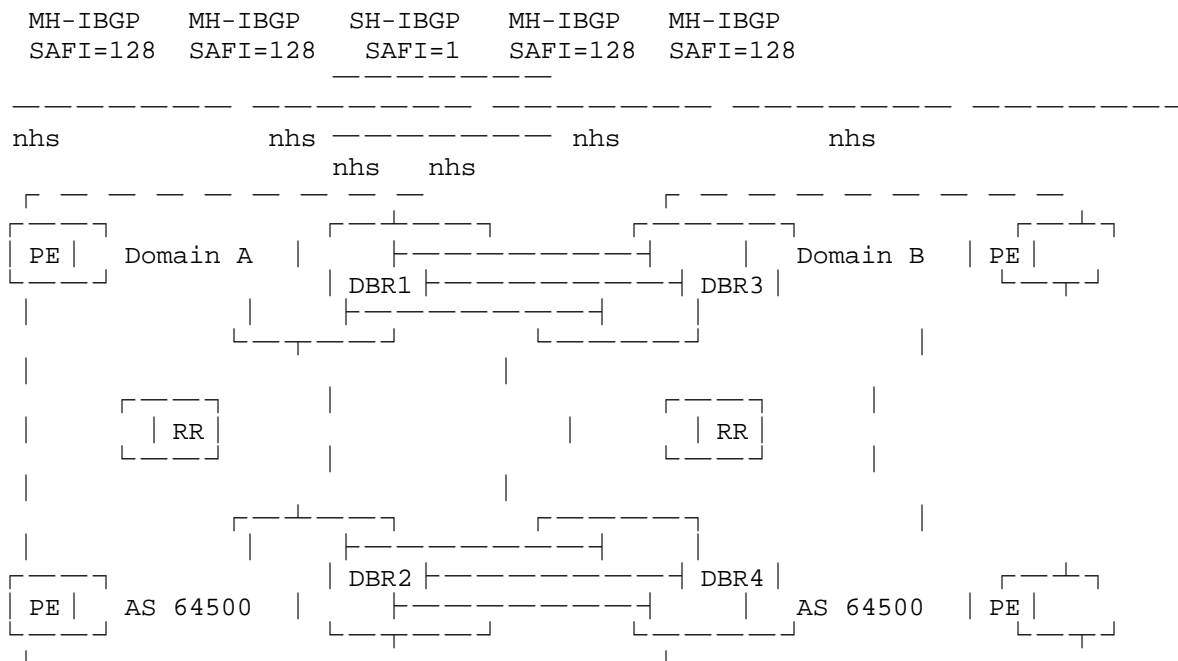 MH-IBGP MH-IBGP SH-IBGP MH-IBGP MH-IBGP
SAFI=128 SAFI=128 SAFI=1 SAFI=128 SAFI=128
nhs nhs nhs nhs
nhs nhs
PE Domain A Domain B PE
DBR1 DBR3
RR RR
DBR2 DBR4
PE AS 64500 AS 64500 PE